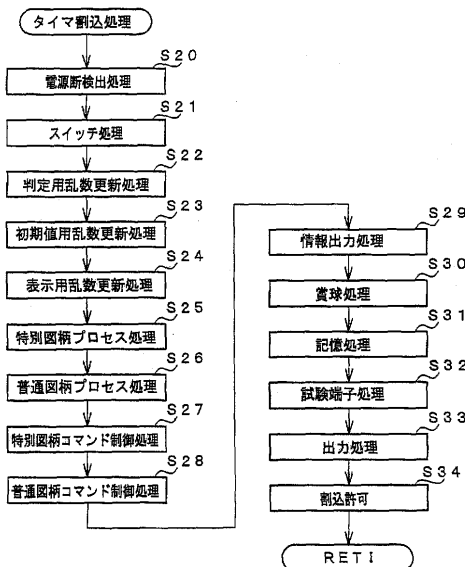 タイマ割込処理
S20
電源断検出処理
S21
スイッチ処理
S22
判定用乱数更新処理
S23
初期値用乱数更新処理
S24
表示用乱数更新処理
S25
特別図柄プロセス処理
S26
普通図柄プロセス処理
S27
特別図柄コマンド制御処理
S28
普通図柄コマンド制御処理
S29
情報出力処理
S30
賞球処理
S31
記憶処理
S32
試験端子処理
S33
出力処理
S34
割込許可
RETI